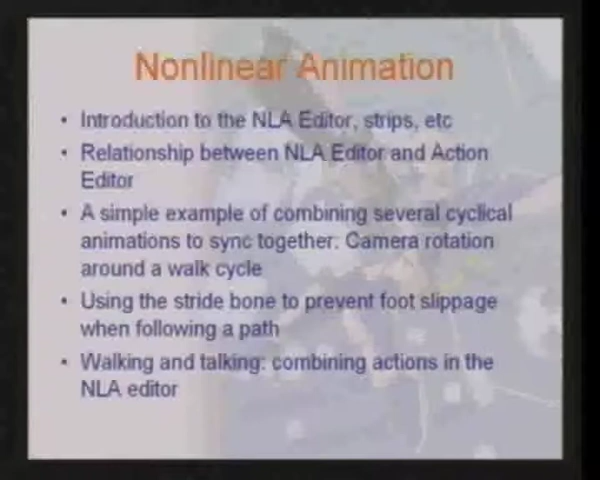 Nonlinear Animation
• Introduction to the NLA Editor, strips, etc
• Relationship between NLA Editor and Action
Editor
• A simple example of combining several cyclical
animations to sync together: Camera rotation
around a walk cycle
• Using the stride bone to prevent foot slippage
when following a path
• Walking and talking: combining actions in the
NLA editor